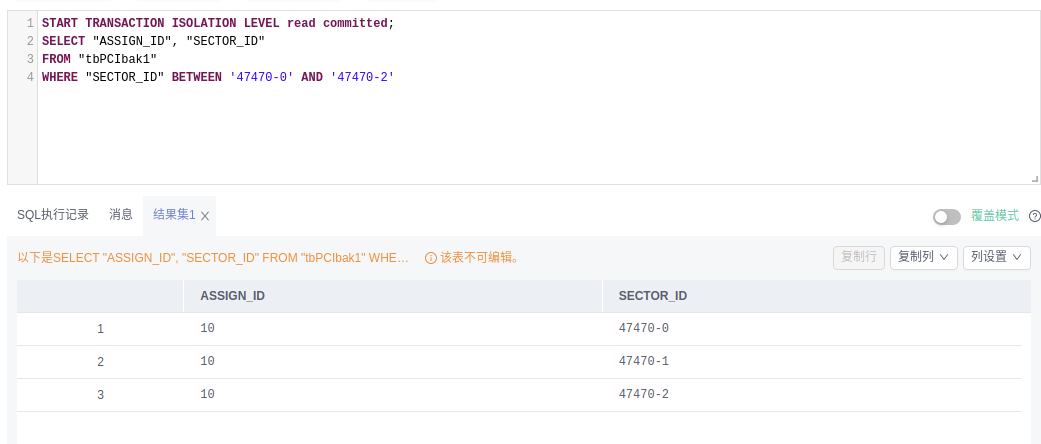 1 START TRANSACTION ISOLATION LEVEL read committed;
2 SELECT "ASSIGN_ID", "SECTOR_ID"
3 FROM "tbPCIbak1"
4 WHERE "SECTOR_ID" BETWEEN '47470-0' AND '47470-2'
SQL执行记录 消息 结果集1 覆盖模式
以下是SELECT "ASSIGN_ID", "SECTOR_ID" FROM "tbPCIbak1" WHE... 该表不可编辑。 复制行 复制列 列设置
ASSIGN_ID SECTOR_ID
1 10 47470-0
2 10 47470-1
3 10 47470-2